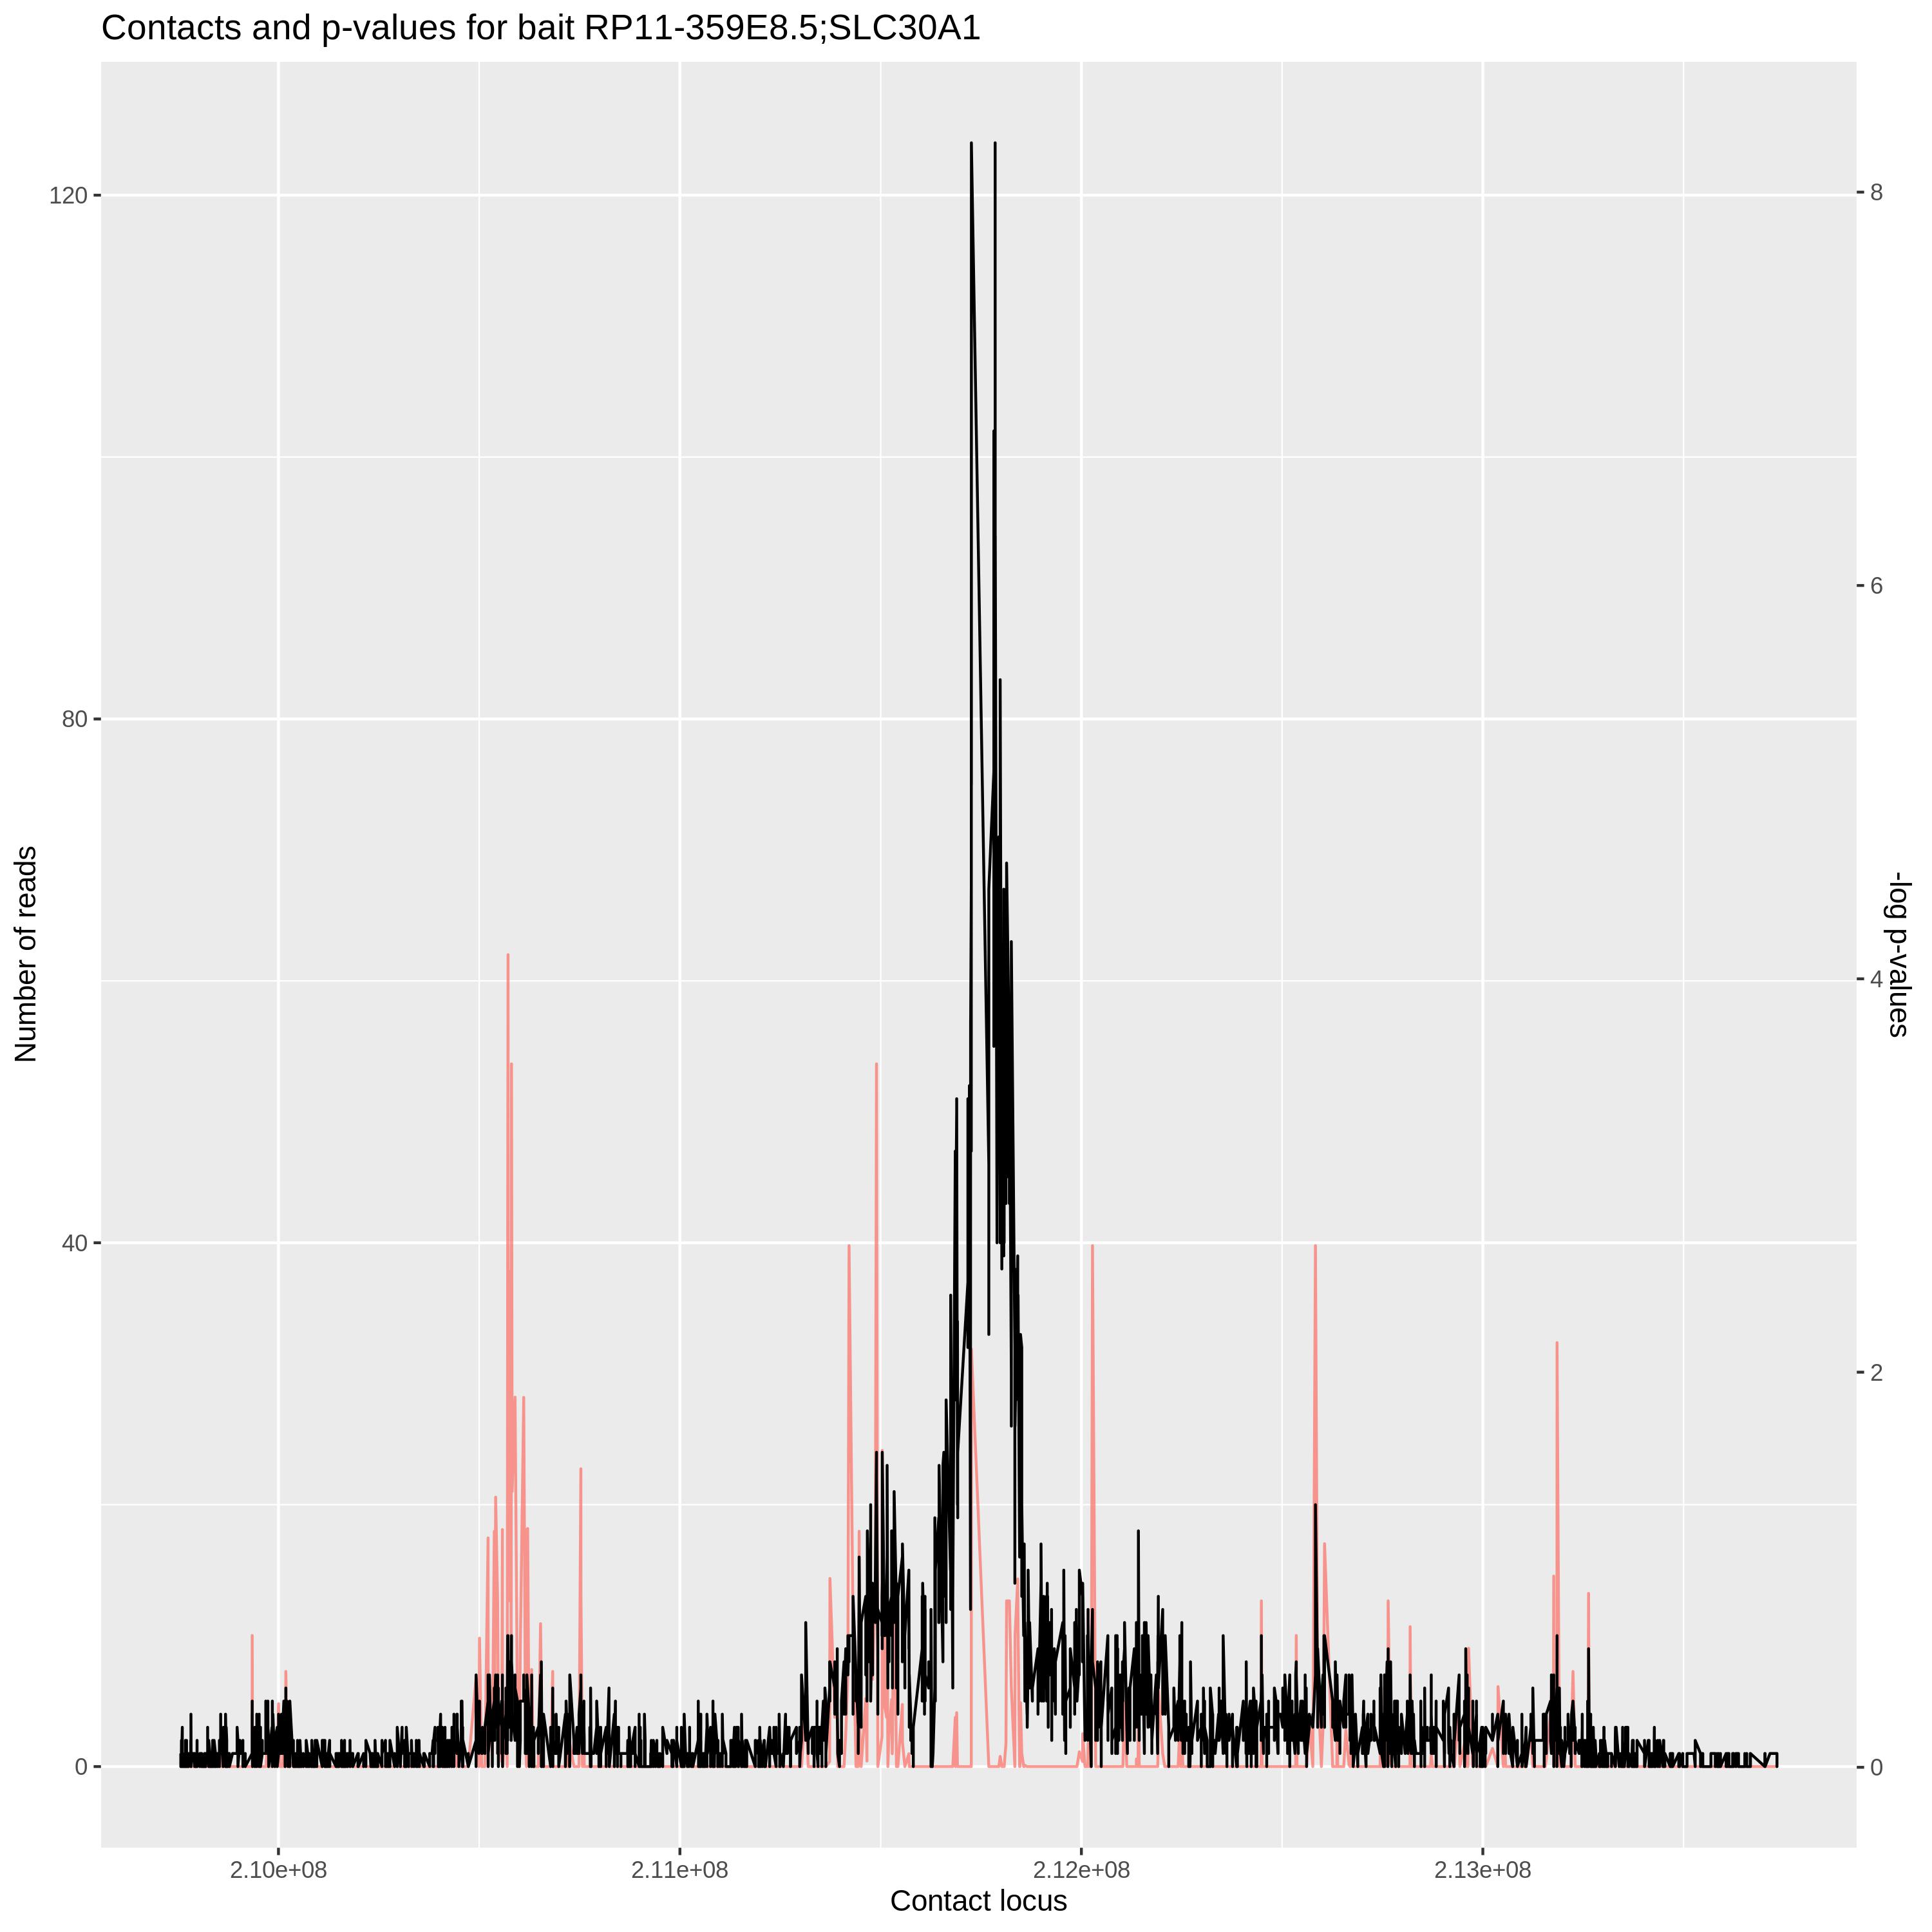 Contacts and p-values for bait RP11-359E8.5;SLC30A1
120
80
40
0
Number of reads
8
6
4
2
0
-log p-values
2.10e+08
2.11e+08
2.12e+08
2.13e+08
Contact locus